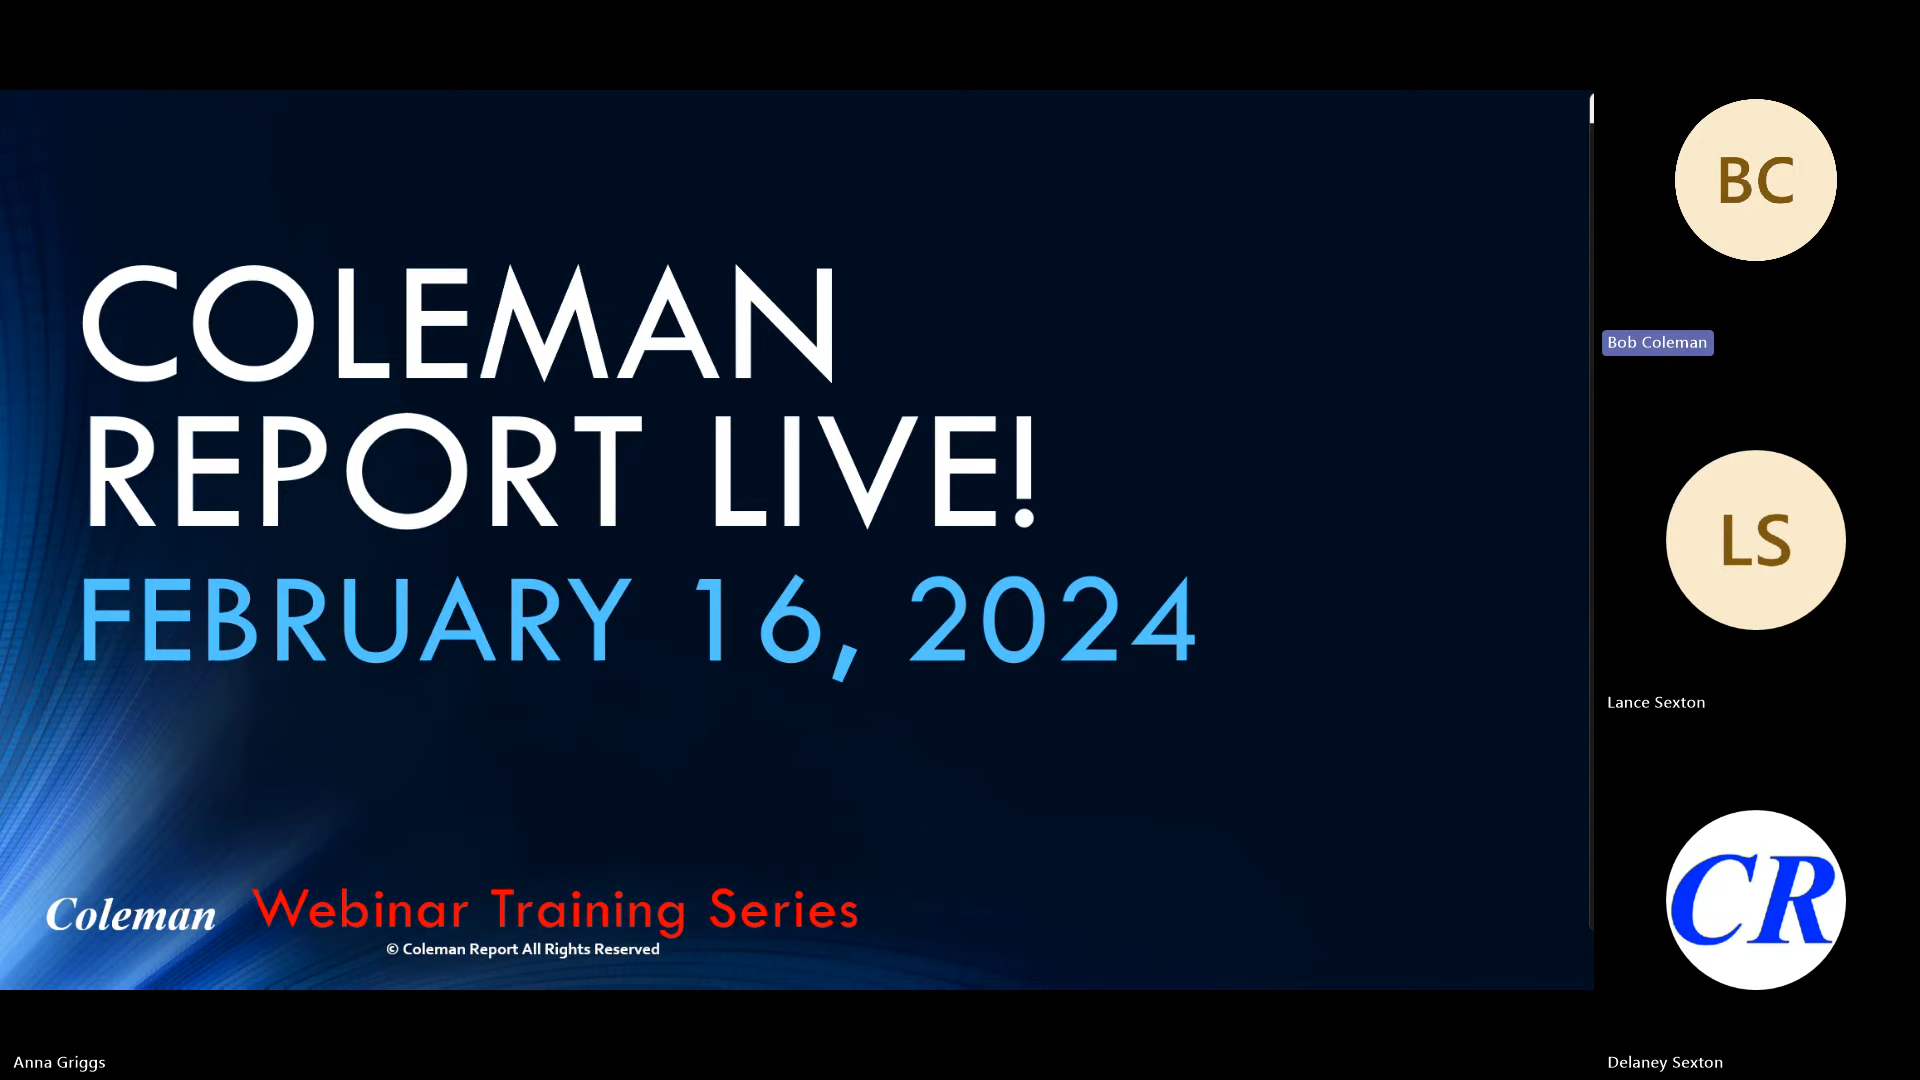 COLEMAN
REPORT LIVE!
FEBRUARY 16, 2024
Coleman Webinar Training Series
© Coleman Report All Rights Reserved
Anna Griggs
BC
Bob Coleman
LS
Lance Sexton
CR
Delaney Sexton